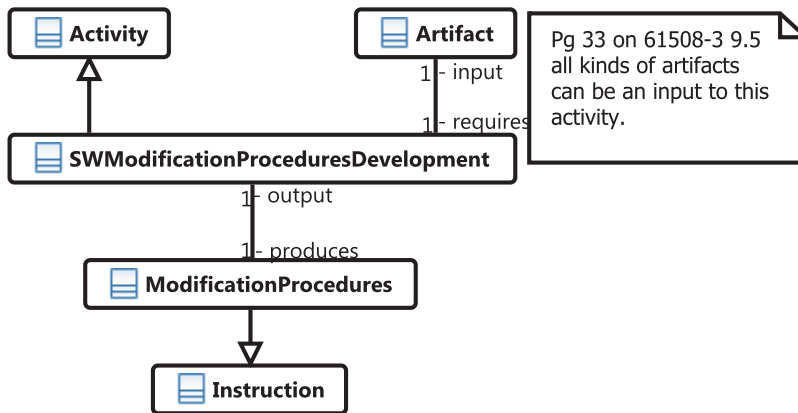 Activity
Artifact
Pg 33 on 61508-3 9.5
all kinds of artifacts
can be an input to this
activity.
1 - input
1 - requires
SWModificationProceduresDevelopment
1 - output
1 - produces
ModificationProcedures
Instruction